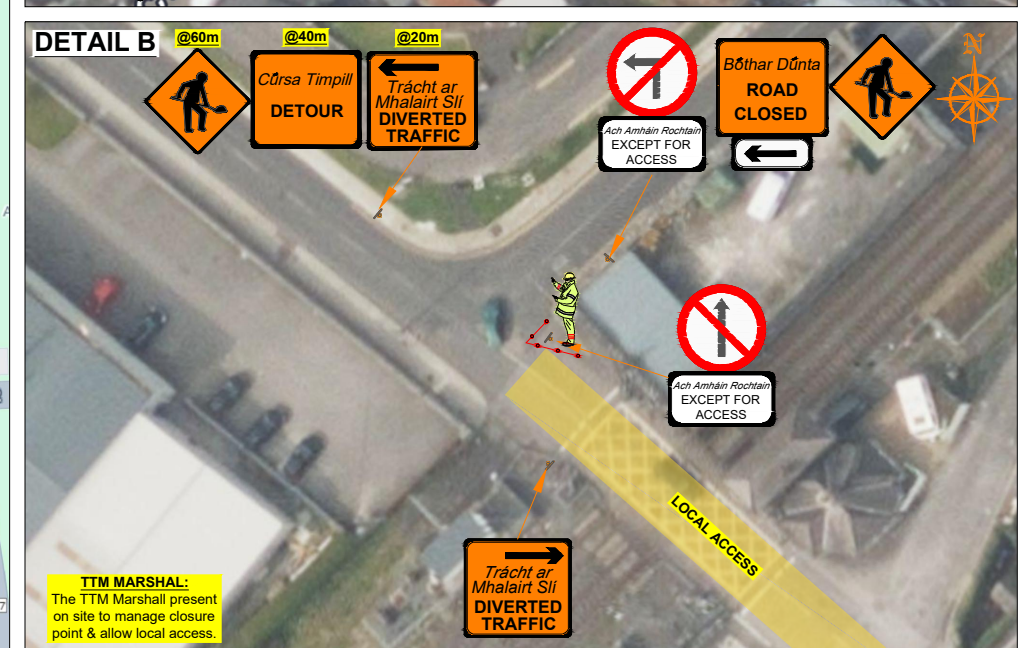 DETAIL B
@60m
@40m
@20m
Cúrsa Timpill
DETOUR
Trácht ar
Mhalairt Slí
DIVERTED
TRAFFIC
Ach Amháin Rochtain
EXCEPT FOR
ACCESS
Bóthar Dúnta
ROAD
CLOSED
N
Ach Amháin Rochtain
EXCEPT FOR
ACCESS
LOCAL ACCESS
Trácht ar
Mhalairt Slí
DIVERTED
TRAFFIC
TTM MARSHAL:
The TTM Marshall present
on site to manage closure
point & allow local access.